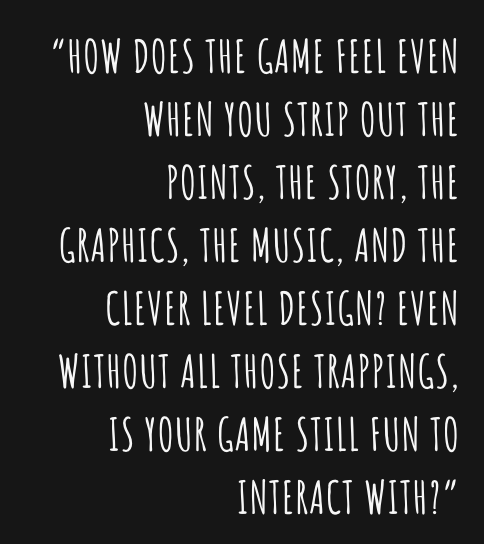 “HOW DOES THE GAME FEEL EVEN
WHEN YOU STRIP OUT THE
POINTS, THE STORY, THE
GRAPHICS, THE MUSIC, AND THE
CLEVER LEVEL DESIGN? EVEN
WITHOUT ALL THOSE TRAPPINGS,
IS YOUR GAME STILL FUN TO
INTERACT WITH?”